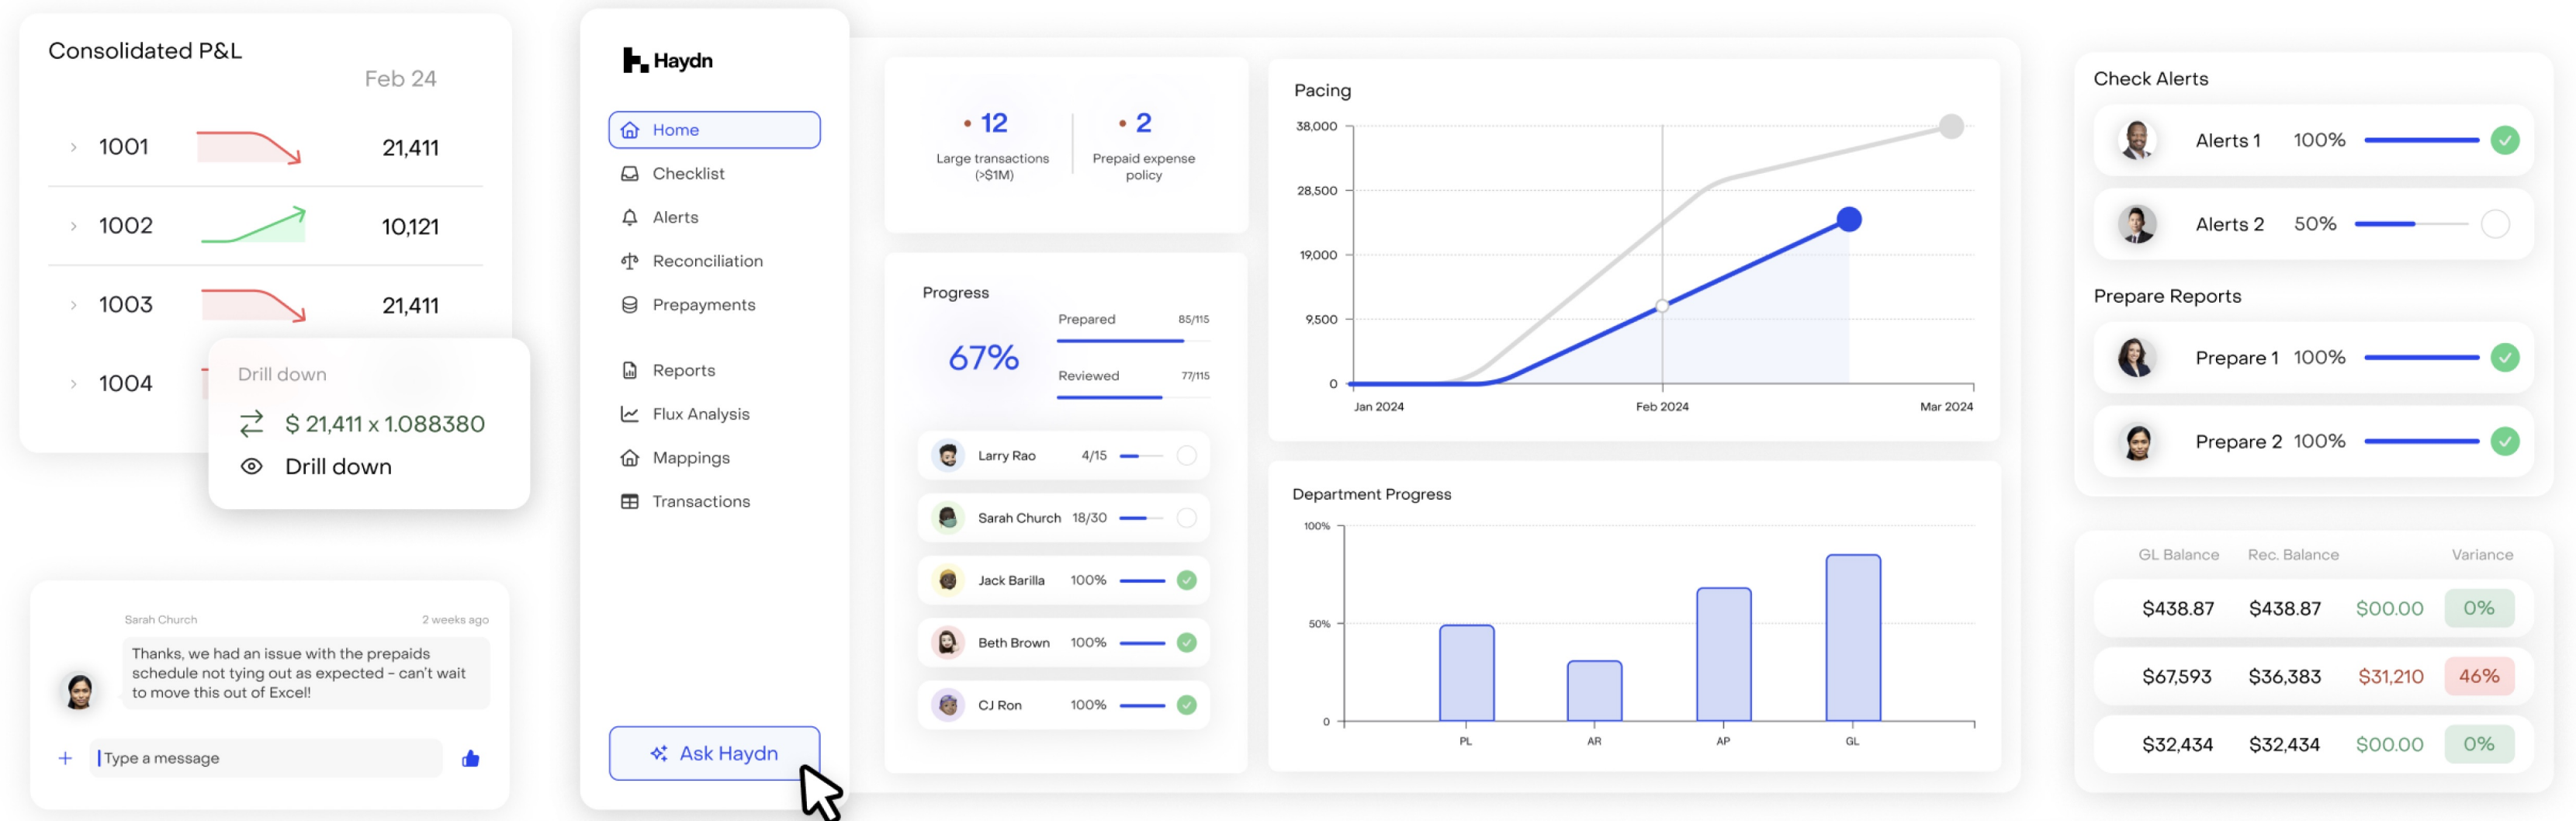 Consolidated P&L
Feb 24
1001 21,411
1002 10,121
1003 21,411
1004
Drill down
$ 21,411 x 1.088380
Drill down
Sarah Church 2 weeks ago
Thanks, we had an issue with the prepaids
schedule not tying out as expected - can't wait
to move this out of Excel!
Type a message
Haydn
Home
Checklist
Alerts
Reconciliation
Prepayments
Reports
Flux Analysis
Mappings
Transactions
Ask Haydn
12
Large transactions
(>$1M)
2
Prepaid expense
policy
Progress
67%
Prepared 85/115
Reviewed 77/115
Larry Rao 4/15
Sarah Church 18/30
Jack Barilla 100%
Beth Brown 100%
CJ Ron 100%
Pacing
38,000
28,500
19,000
9,500
0
Jan 2024 Feb 2024 Mar 2024
Department Progress
100%
50%
0
PL AR AP GL
Check Alerts
Alerts 1 100%
Alerts 2 50%
Prepare Reports
Prepare 1 100%
Prepare 2 100%
GL Balance Rec. Balance Variance
$438.87 $438.87 $00.00 0%
$67,593 $36,383 $31,210 46%
$32,434 $32,434 $00.00 0%